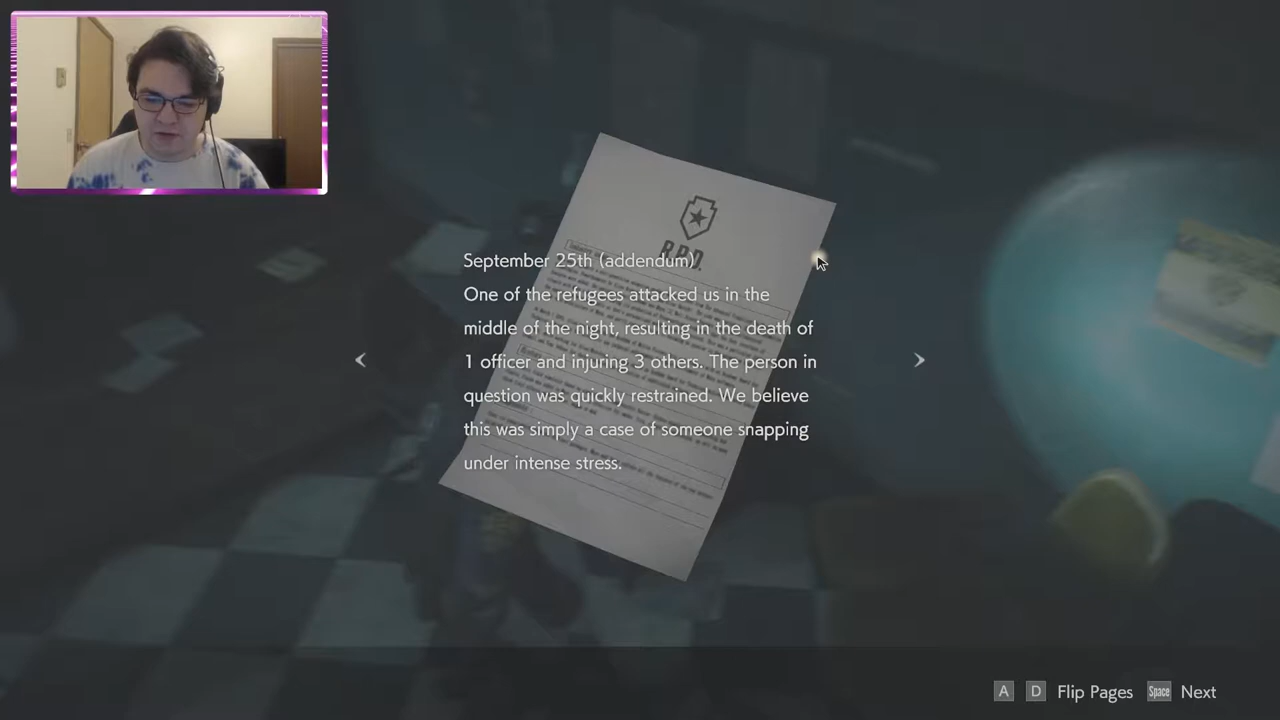 R.P.D.
September 25th (addendum)
One of the refugees attacked us in the
middle of the night, resulting in the death of
1 officer and injuring 3 others. The person in
question was quickly restrained. We believe
this was simply a case of someone snapping
under intense stress.
A D Flip Pages Space Next